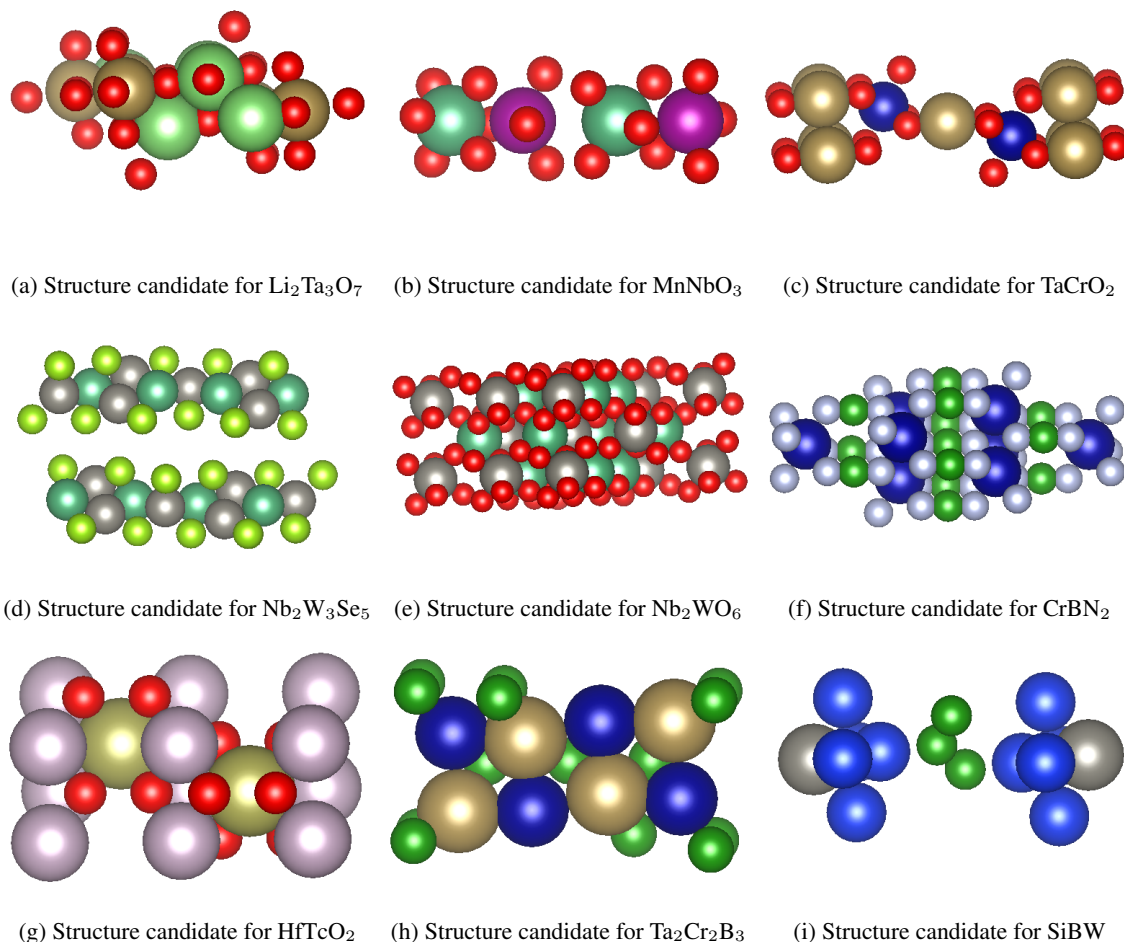 (a) Structure candidate for Li₂Ta₃O₇
(b) Structure candidate for MnNbO₃
(c) Structure candidate for TaCrO₂
(d) Structure candidate for Nb₂W₃Se₅
(e) Structure candidate for Nb₂WO₆
(f) Structure candidate for CrBN₂
(g) Structure candidate for HfTcO₂
(h) Structure candidate for Ta₂Cr₂B₃
(i) Structure candidate for SiBW